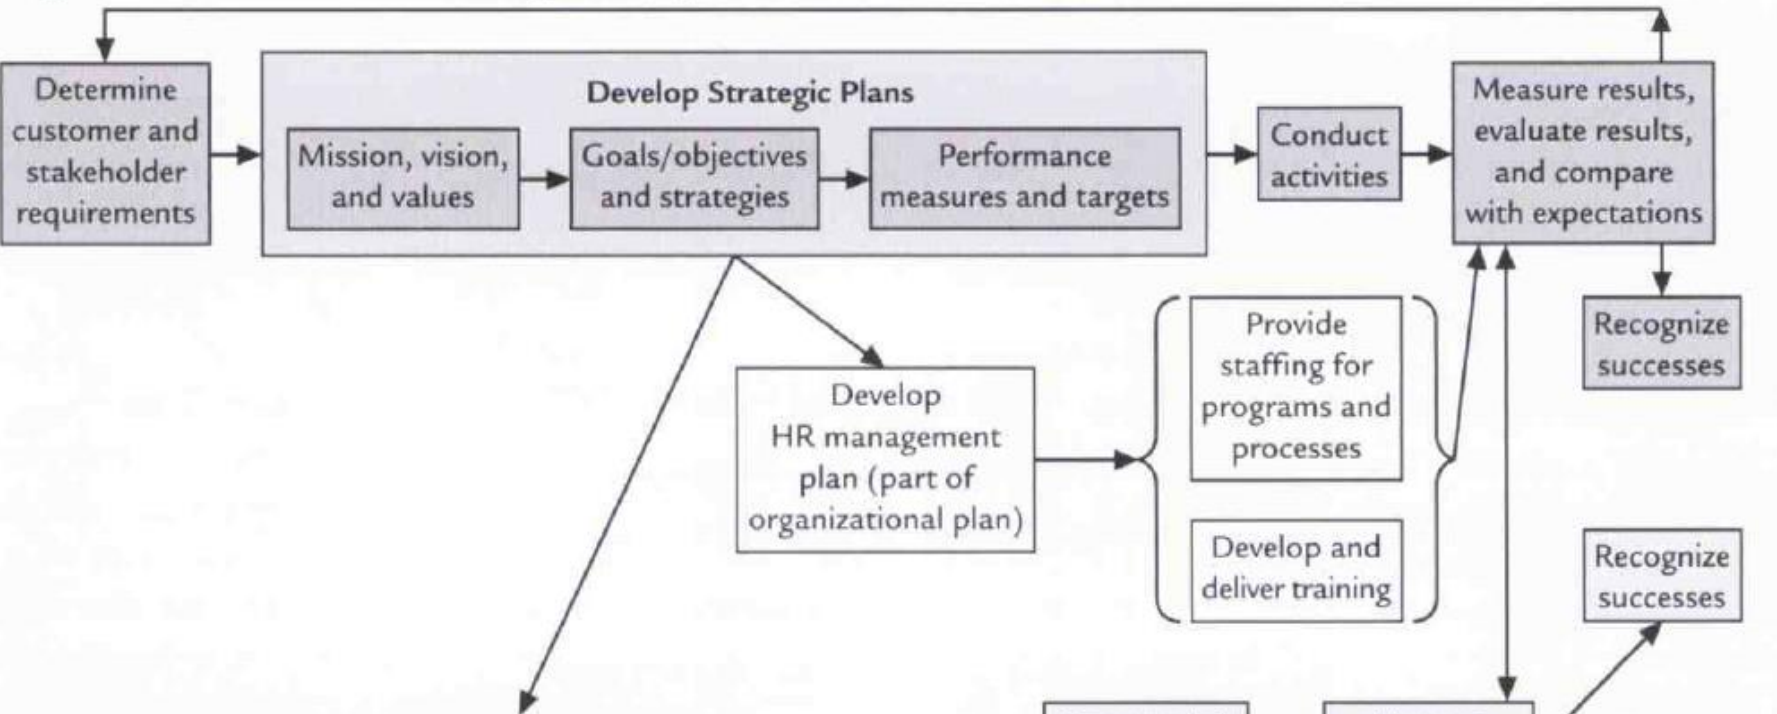 Determine
customer and
stakeholder
requirements
Develop Strategic Plans
Mission, vision,
and values
Goals/objectives
and strategies
Performance
measures and targets
Conduct
activities
Measure results,
evaluate results,
and compare
with expectations
Recognize
successes
Develop
HR management
plan (part of
organizational plan)
Provide
staffing for
programs and
processes
Develop and
deliver training
Recognize
successes